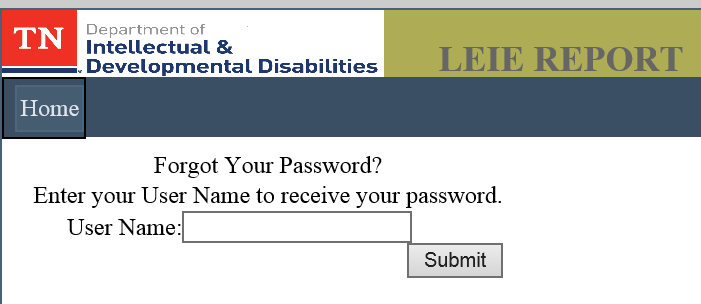 TN
Department of
Intellectual &
Developmental Disabilities
LEIE REPORT
Home
Forgot Your Password?
Enter your User Name to receive your password.
User Name:
Submit